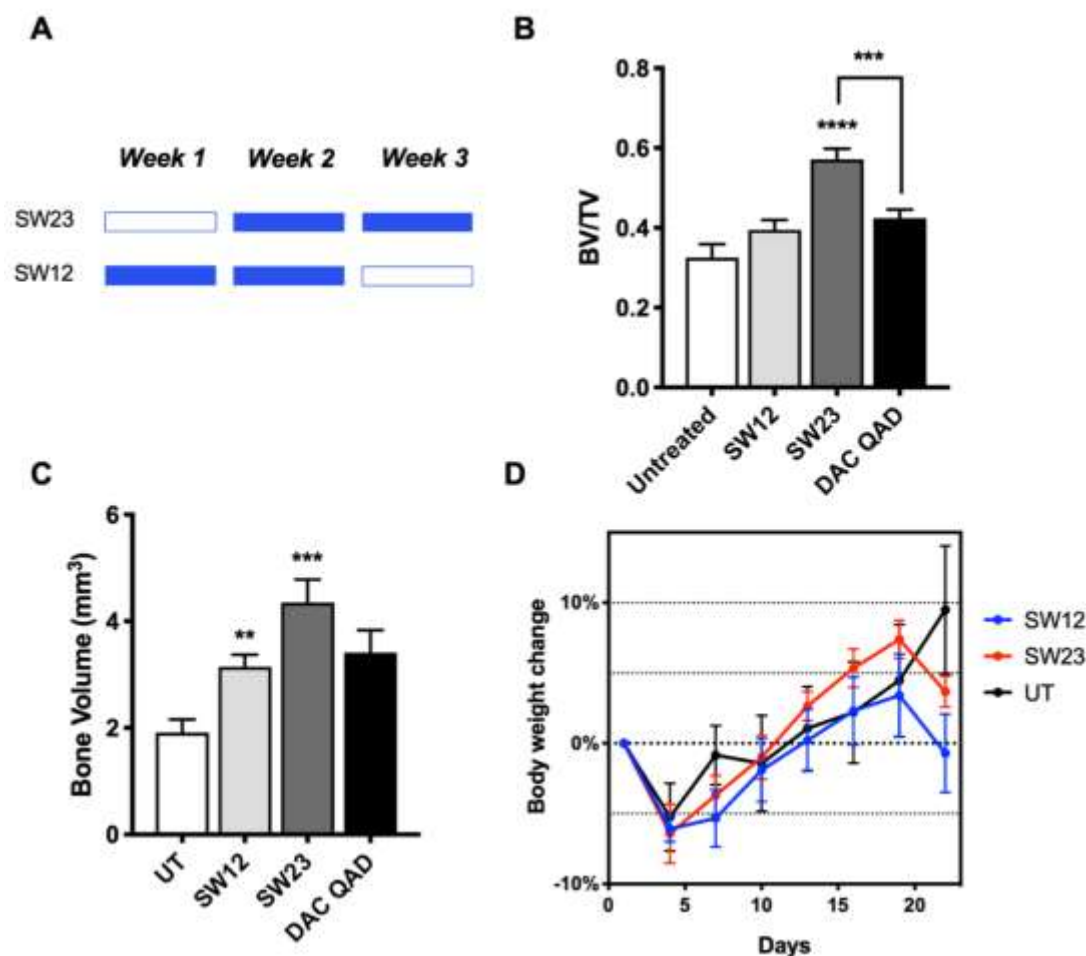 A
Week 1 Week 2 Week 3
SW23
SW12
B
BV/TV
0.8
0.6
0.4
0.2
0.0
***
****
Untreated
SW12
SW23
DAC QAD
C
Bone Volume (mm³)
6
4
2
0
**
***
UT
SW12
SW23
DAC QAD
D
Body weight change
10%
0%
-10%
0 5 10 15 20
Days
SW12
SW23
UT